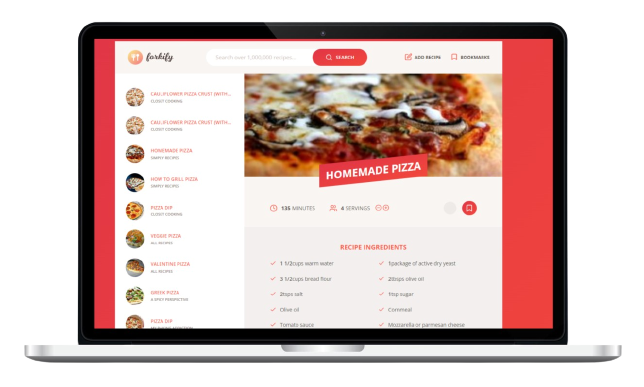 forkify
Search over 1,000,000 recipes...
SEARCH
ADD RECIPE
BOOKMARKS
CAULIFLOWER PIZZA CRUST (WITH...
CLOSET COOKING
CAULIFLOWER PIZZA CRUST (WITH...
CLOSET COOKING
HOMEMADE PIZZA
SIMPLY RECIPES
HOW TO GRILL PIZZA
SIMPLY RECIPES
PIZZA DIP
CLOSET COOKING
VEGGIE PIZZA
ALL RECIPES
VALENTINE PIZZA
ALL RECIPES
GREEK PIZZA
A SPICY PERSPECTIVE
PIZZA DIP
HOMEMADE PIZZA
135 MINUTES
4 SERVINGS
RECIPE INGREDIENTS
1 1/2cups warm water
1package of active dry yeast
3 1/2cups bread flour
2tbsps olive oil
2tsps salt
1tsp sugar
Olive oil
Cornmeal
Tomato sauce
Mozzarella or parmesan cheese